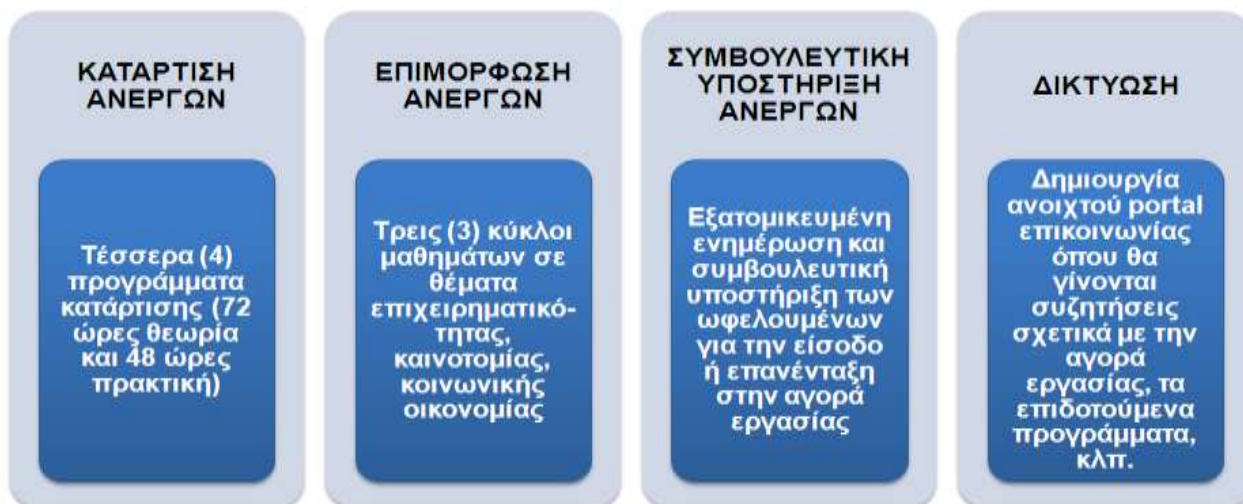 ΚΑΤΑΡΤΙΣΗ
ΑΝΕΡΓΩΝ
Τέσσερα (4)
προγράμματα
κατάρτισης (72
ώρες θεωρία
και 48 ώρες
πρακτική)
ΕΠΙΜΟΡΦΩΣΗ
ΑΝΕΡΓΩΝ
Τρεις (3) κύκλοι
μαθημάτων σε
θέματα
επιχειρηματικό-
τητας,
καινοτομίας,
κοινωνικής
οικονομίας
ΣΥΜΒΟΥΛΕΥΤΙΚΗ
ΥΠΟΣΤΗΡΙΞΗ
ΑΝΕΡΓΩΝ
Εξατομικευμένη
ενημέρωση και
συμβουλευτική
υποστήριξη των
ωφελουμένων
για την είσοδο
ή επανένταξη
στην αγορά
εργασίας
ΔΙΚΤΥΩΣΗ
Δημιουργία
ανοιχτού portal
επικοινωνίας
όπου θα
γίνονται
συζητήσεις
σχετικά με την
αγορά
εργασίας, τα
επιδοτούμενα
προγράμματα,
κλπ.